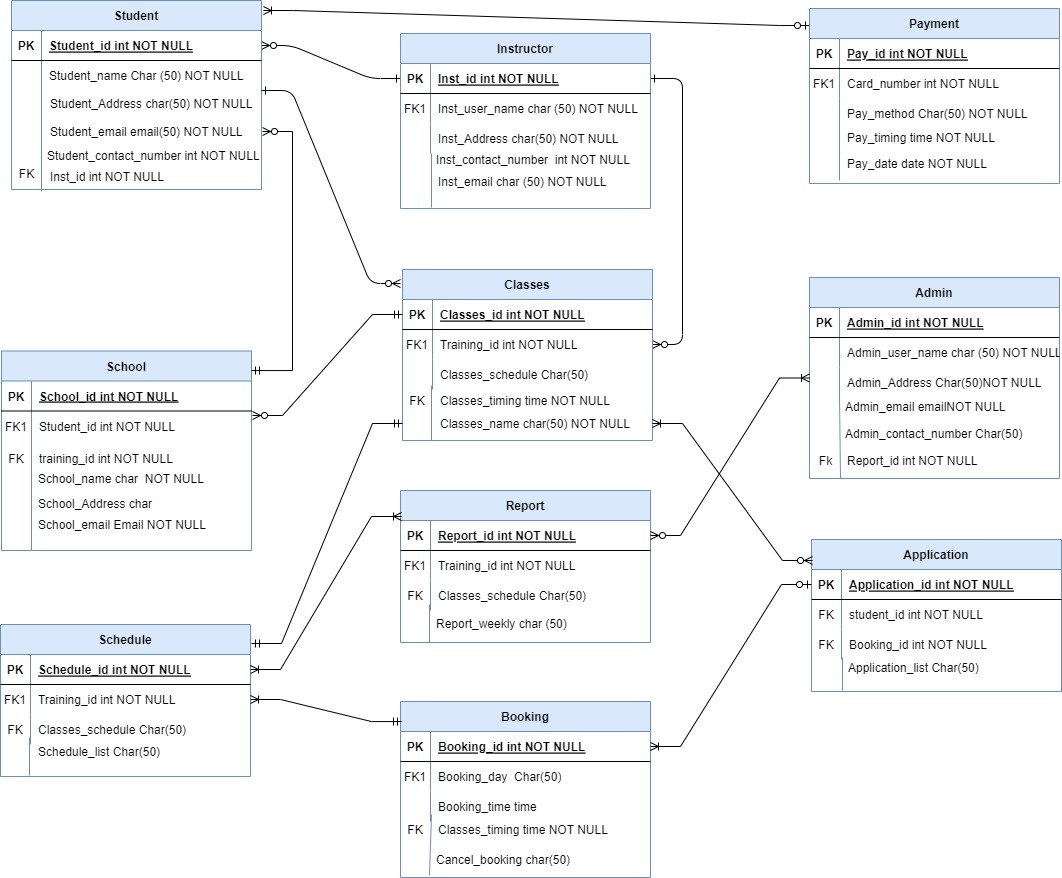 Student
PK Student_id int NOT NULL
Student_name Char (50) NOT NULL
Student_Address char(50) NOT NULL
Student_email email(50) NOT NULL
Student_contact_number int NOT NULL
FK Inst_id int NOT NULL
Instructor
PK Inst_id int NOT NULL
FK1 Inst_user_name char (50) NOT NULL
Inst_Address char(50) NOT NULL
Inst_contact_number int NOT NULL
Inst_email char (50) NOT NULL
Payment
PK Pay_id int NOT NULL
FK1 Card_number int NOT NULL
Pay_method Char(50) NOT NULL
Pay_timing time NOT NULL
Pay_date date NOT NULL
Classes
PK Classes_id int NOT NULL
FK1 Training_id int NOT NULL
Classes_schedule Char(50)
FK Classes_timing time NOT NULL
Classes_name char(50) NOT NULL
Admin
PK Admin_id int NOT NULL
Admin_user_name char (50) NOT NULL
Admin_Address Char(50)NOT NULL
Admin_email emailNOT NULL
Admin_contact_number Char(50)
Fk Report_id int NOT NULL
School
PK School_id int NOT NULL
FK1 Student_id int NOT NULL
FK training_id int NOT NULL
School_name char NOT NULL
School_Address char
School_email Email NOT NULL
Report
PK Report_id int NOT NULL
FK1 Training_id int NOT NULL
FK Classes_schedule Char(50)
Report_weekly char (50)
Application
PK Application_id int NOT NULL
FK student_id int NOT NULL
FK Booking_id int NOT NULL
Application_list Char(50)
Schedule
PK Schedule_id int NOT NULL
FK1 Training_id int NOT NULL
FK Classes_schedule Char(50)
Schedule_list Char(50)
Booking
PK Booking_id int NOT NULL
FK1 Booking_day Char(50)
Booking_time time
FK Classes_timing time NOT NULL
Cancel_booking char(50)